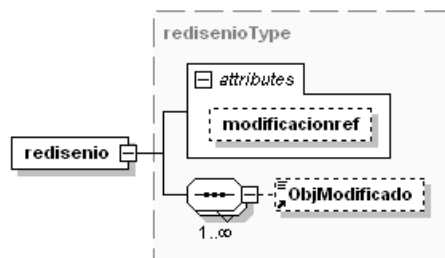 redisenioType
attributes
modificacionref
redisenio
ObjModificado
1..∞